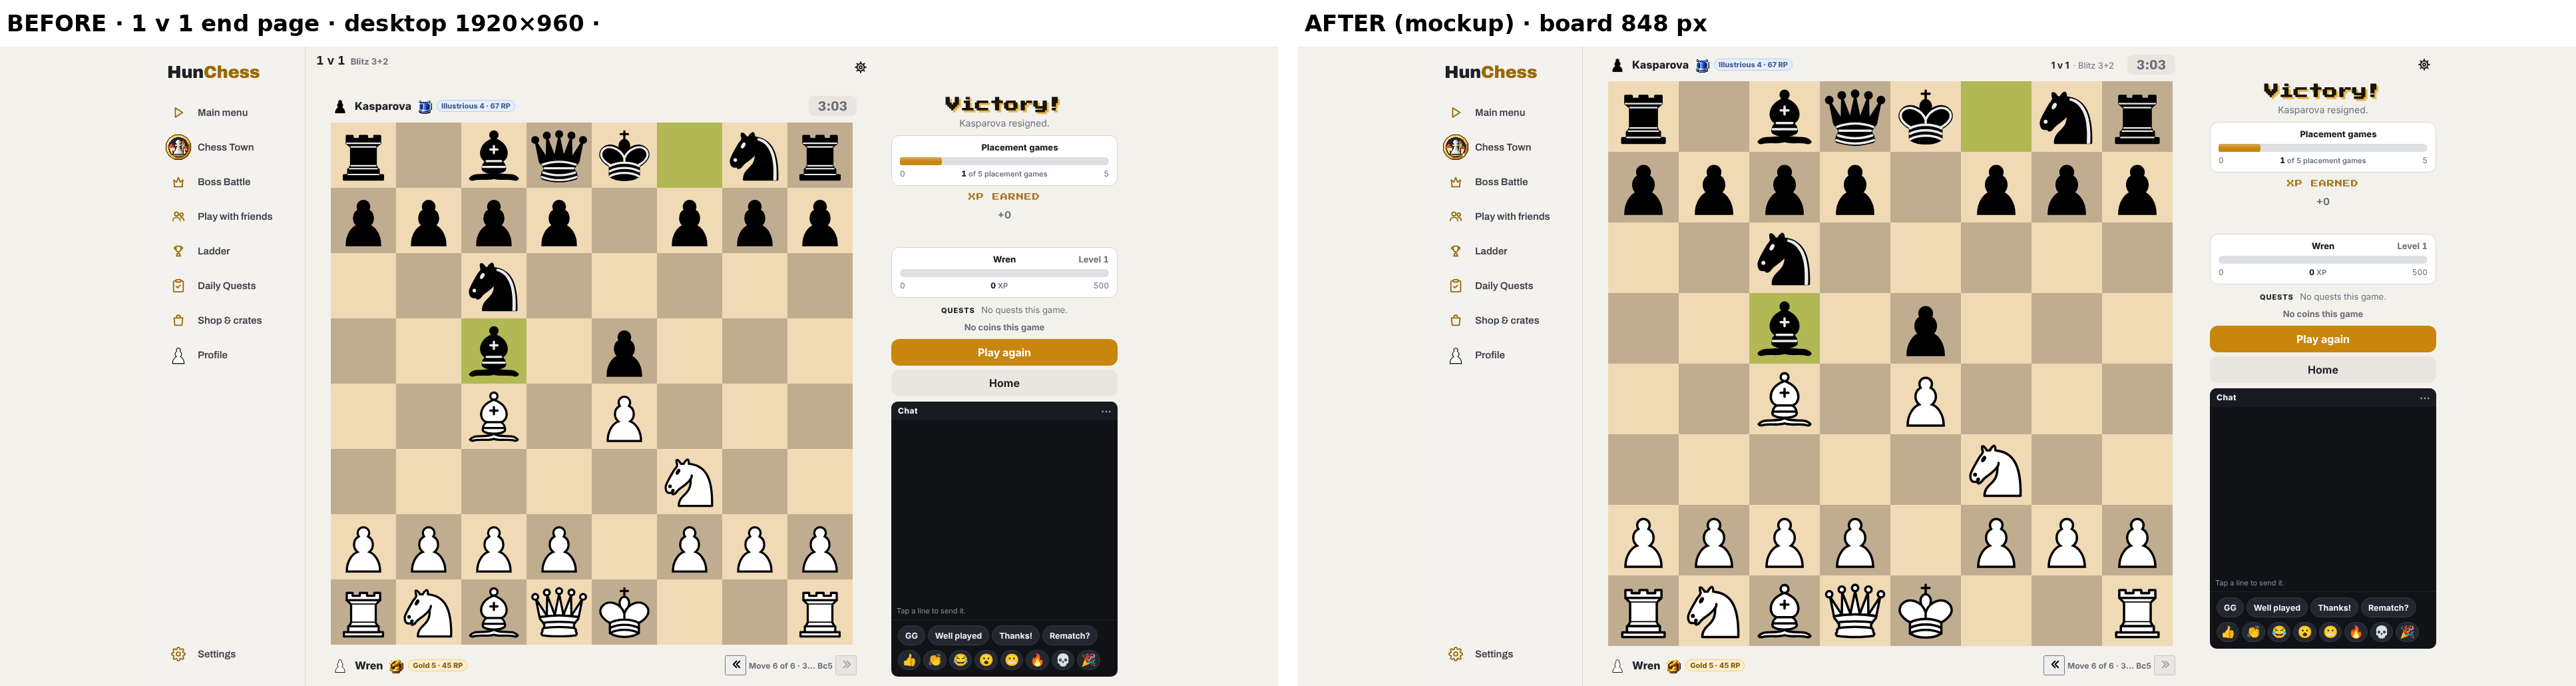 BEFORE · 1 v 1 end page · desktop 1920×960 ·
HunChess
Main menu
Chess Town
Boss Battle
Play with friends
Ladder
Daily Quests
Shop & crates
Profile
Settings
1 v 1 Blitz 3+2
Kasparova Illustrious 4 · 67 RP 3:03
Wren Gold 5 · 45 RP Move 6 of 6 · 3... Bc5
Victory!
Kasparova resigned.
Placement games
0 1 of 5 placement games 5
XP EARNED
+0
Wren Level 1
0 0 XP 500
QUESTS No quests this game.
No coins this game
Play again
Home
Chat
Tap a line to send it.
GG Well played Thanks! Rematch?
AFTER (mockup) · board 848 px
HunChess
Main menu
Chess Town
Boss Battle
Play with friends
Ladder
Daily Quests
Shop & crates
Profile
Settings
Kasparova Illustrious 4 · 67 RP 1 v 1 · Blitz 3+2 3:03
Wren Gold 5 · 45 RP Move 6 of 6 · 3... Bc5
Victory!
Kasparova resigned.
Placement games
0 1 of 5 placement games 5
XP EARNED
+0
Wren Level 1
0 0 XP 500
QUESTS No quests this game.
No coins this game
Play again
Home
Chat
Tap a line to send it.
GG Well played Thanks! Rematch?